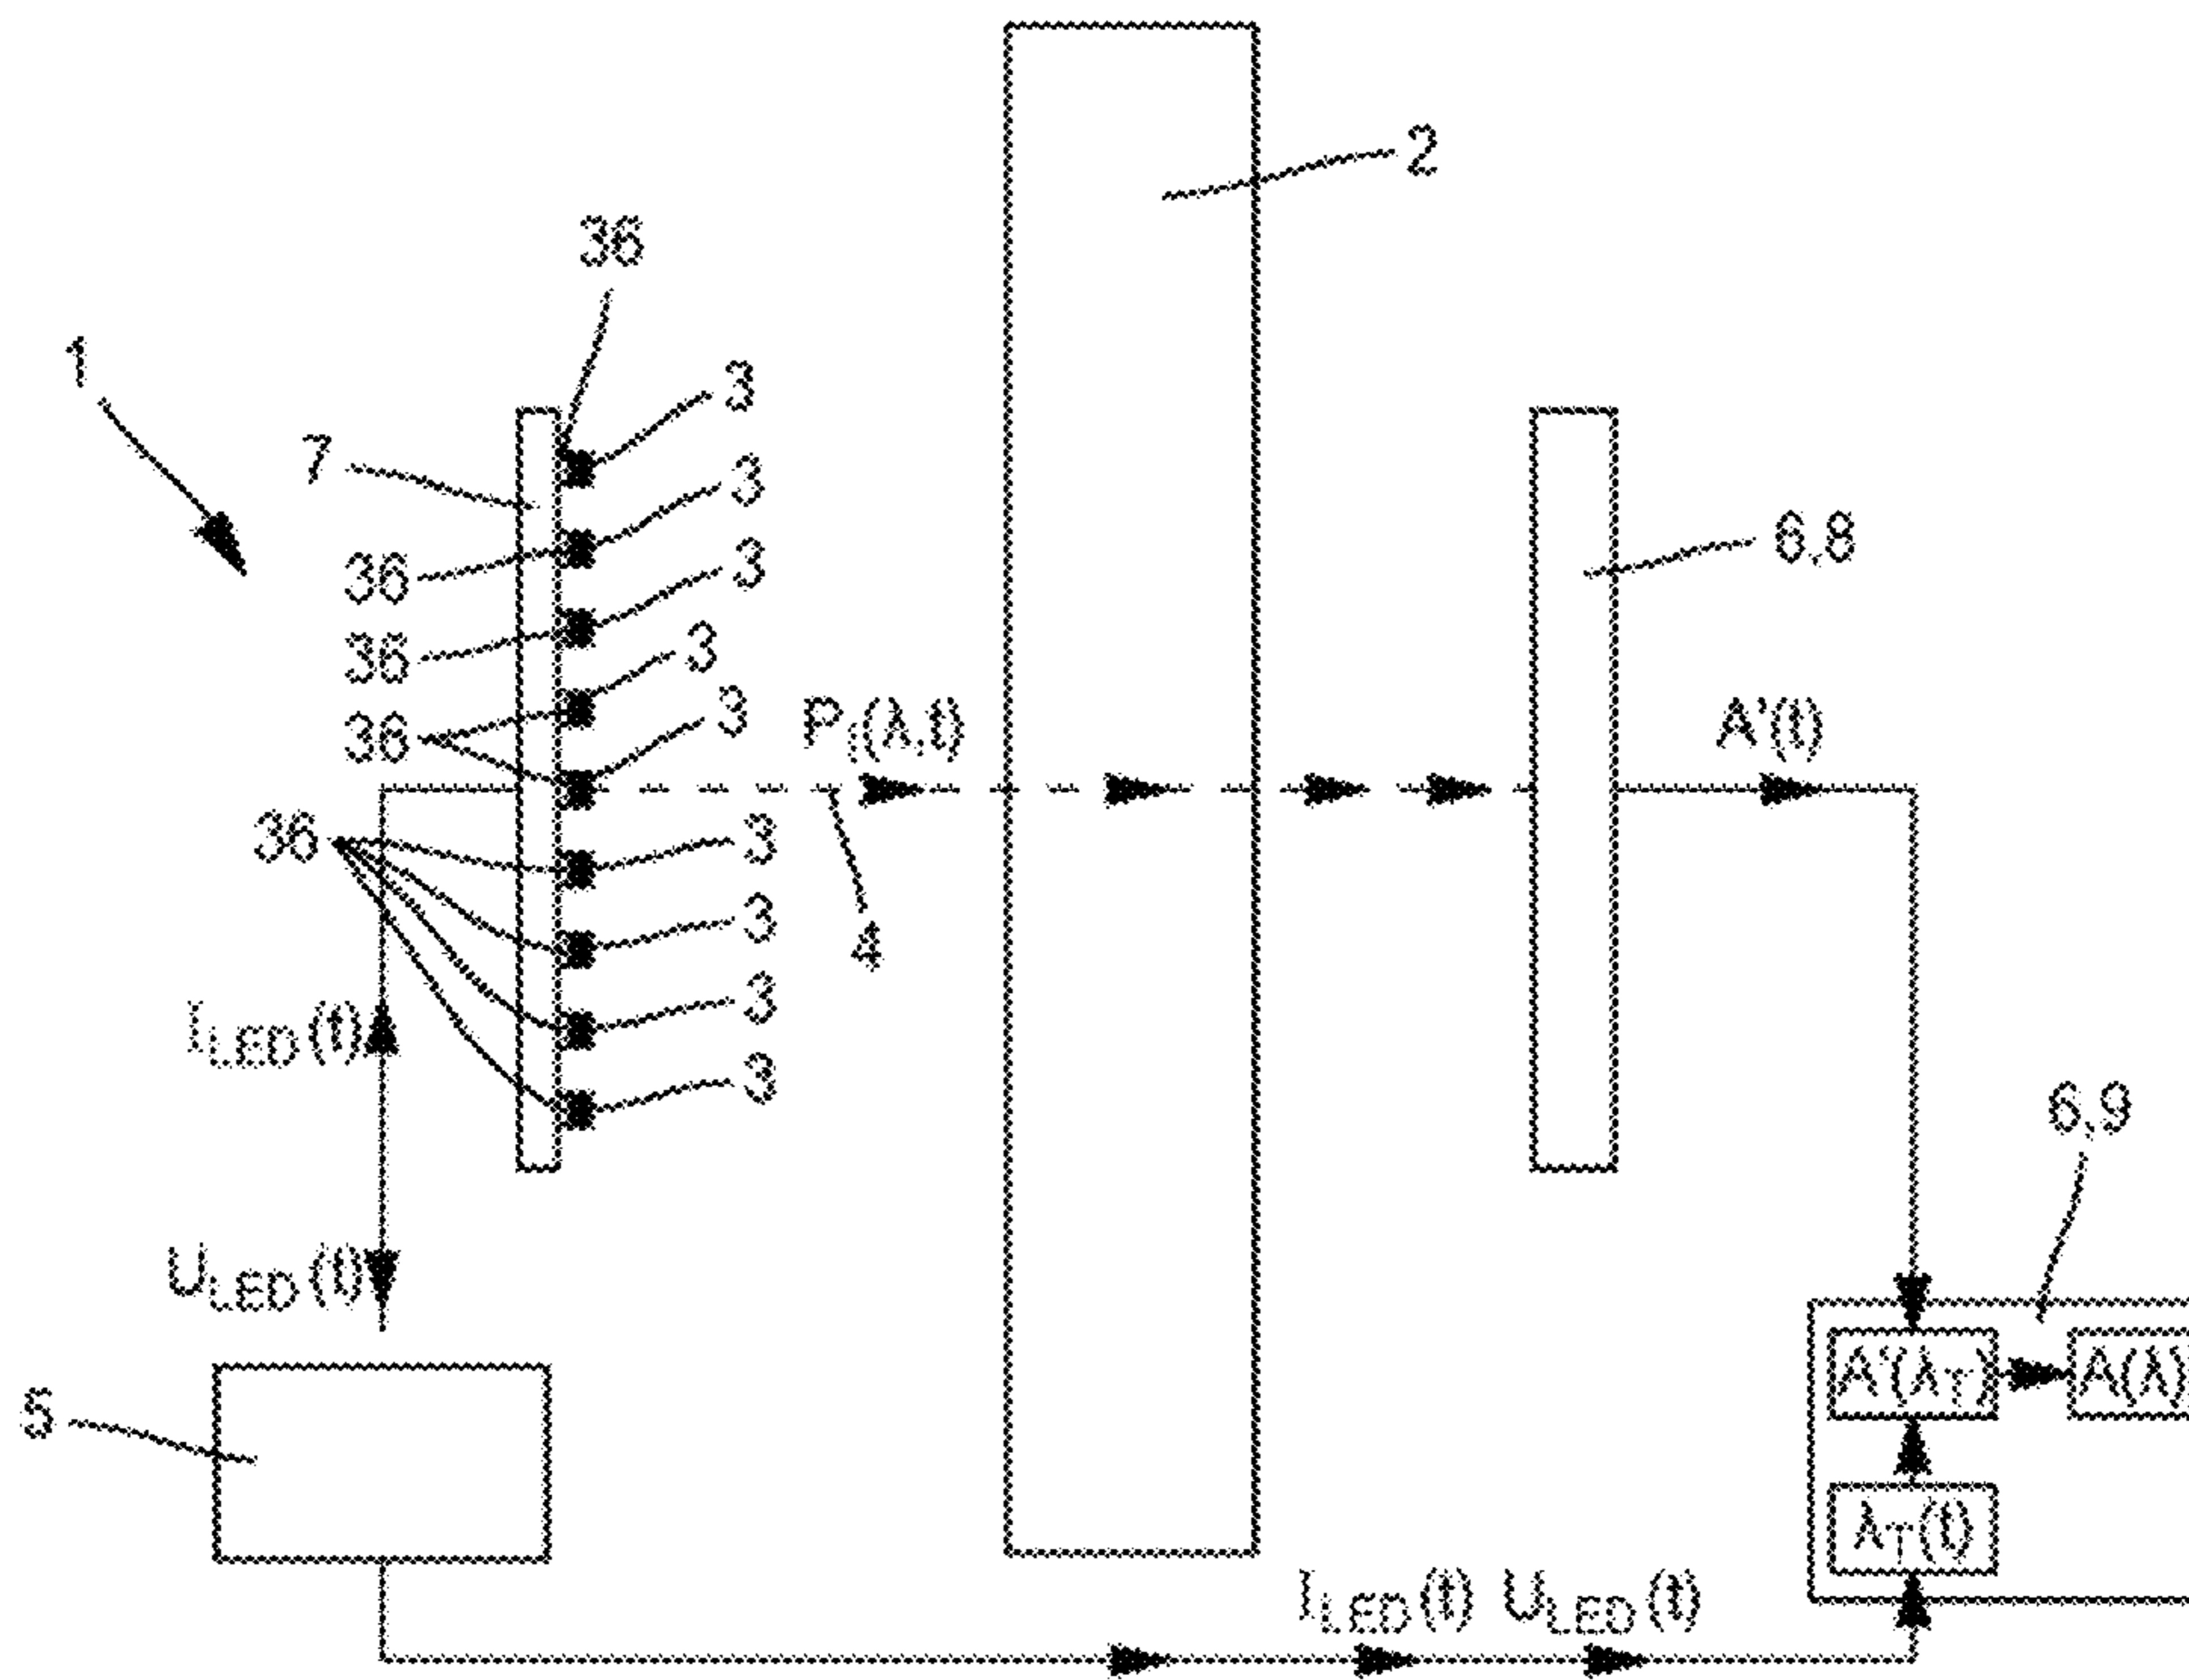 2
36
1
3
7
3
6,8
36
3
36
3
36
3
P_i(λ,t)
A'(t)
36
3
3
4
I_LED(t)
3
3
6,9
U_LED(t)
A'(λ_T)
A(λ)
5
λ_T(t)
I_LED(t) U_LED(t)